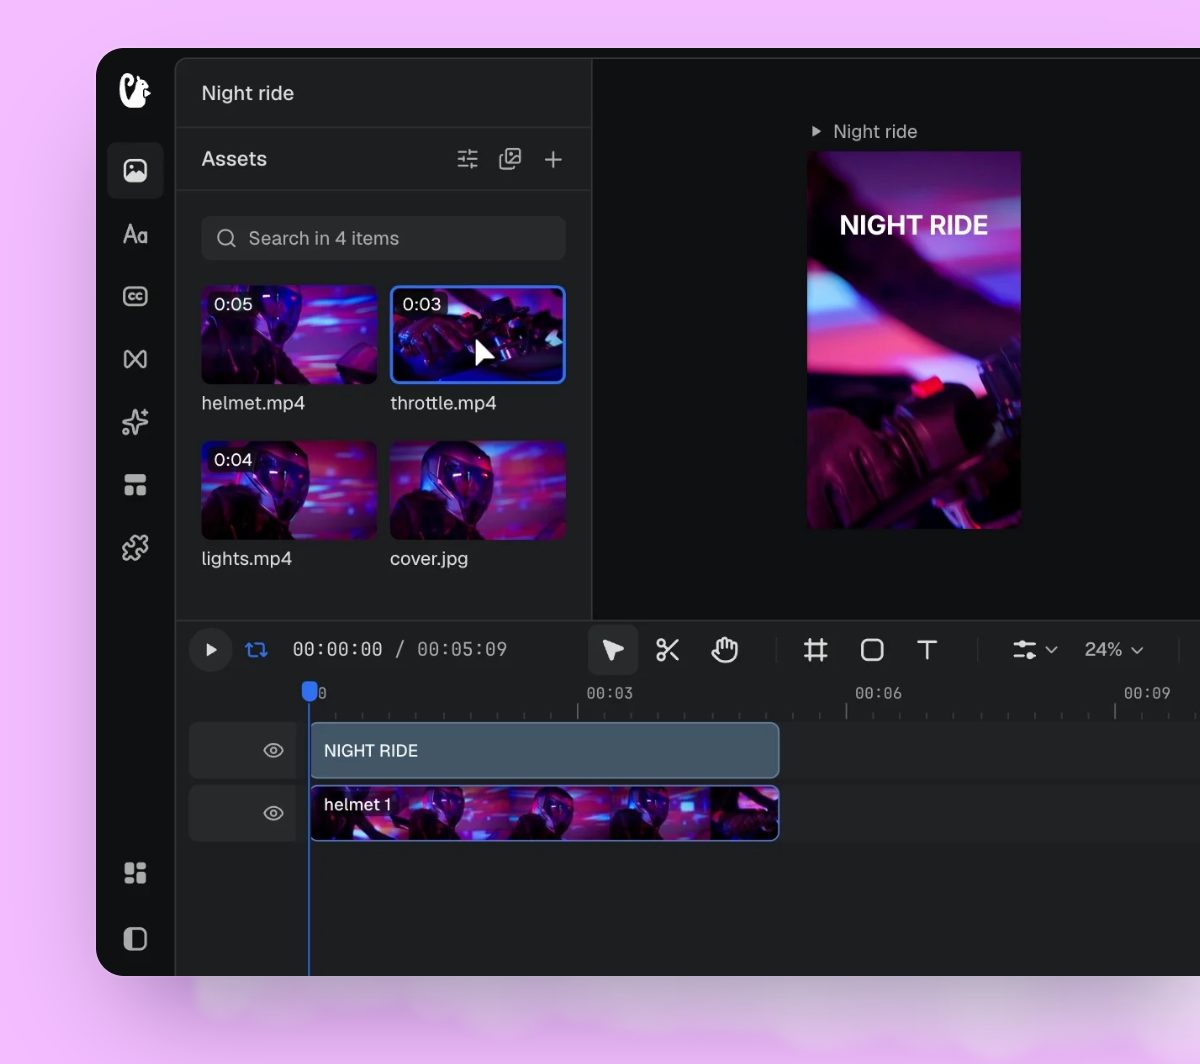 Night ride
Assets
Search in 4 items
0:05
0:03
helmet.mp4
throttle.mp4
0:04
lights.mp4
cover.jpg
Aa
CC
Night ride
NIGHT RIDE
00:00:00 / 00:05:09
24%
0
00:03
00:06
00:09
NIGHT RIDE
helmet 1